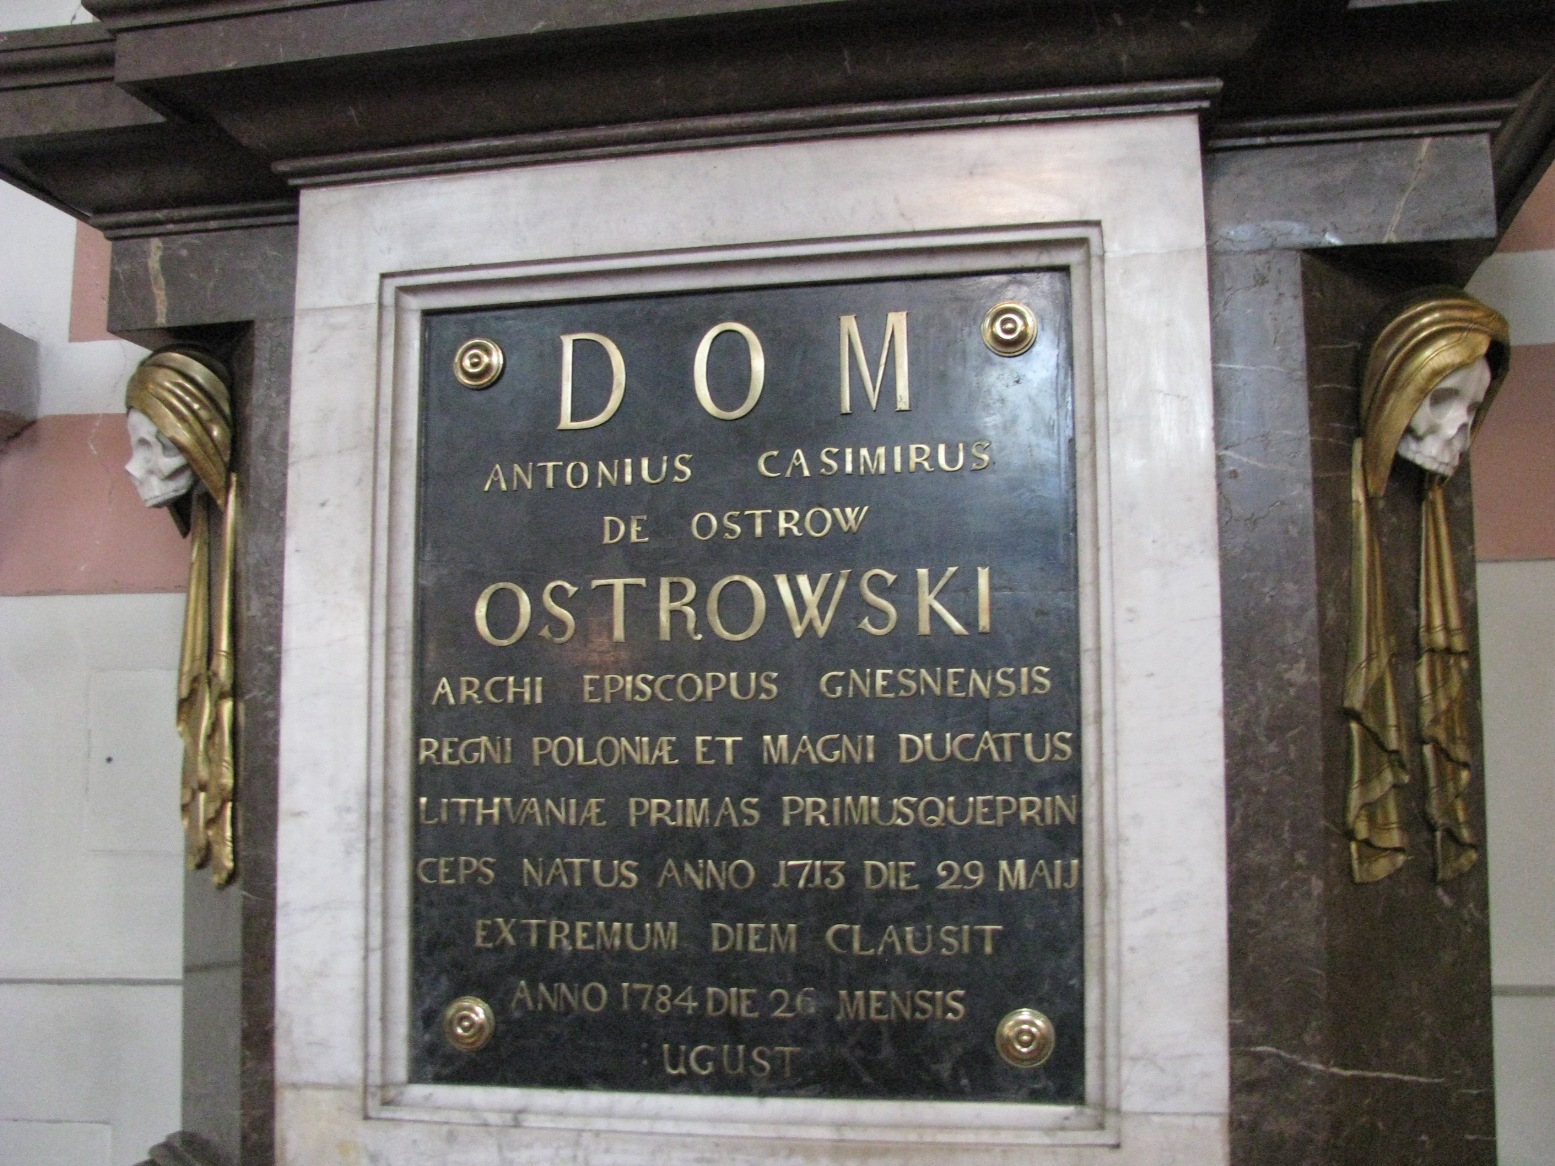 D O M
ANTONIUS CASIMIRUS
DE OSTROW
OSTROWSKI
ARCHI EPISCOPUS GNESNENSIS
REGNI POLONIÆ ET MAGNI DUCATUS
LITHVANIÆ PRIMAS PRIMUSQUEPRIN
CEPS NATUS ANNO 1713 DIE 29 MAIJ
EXTREMUM DIEM CLAUSIT
ANNO 1784 DIE 26 MENSIS
UGUST